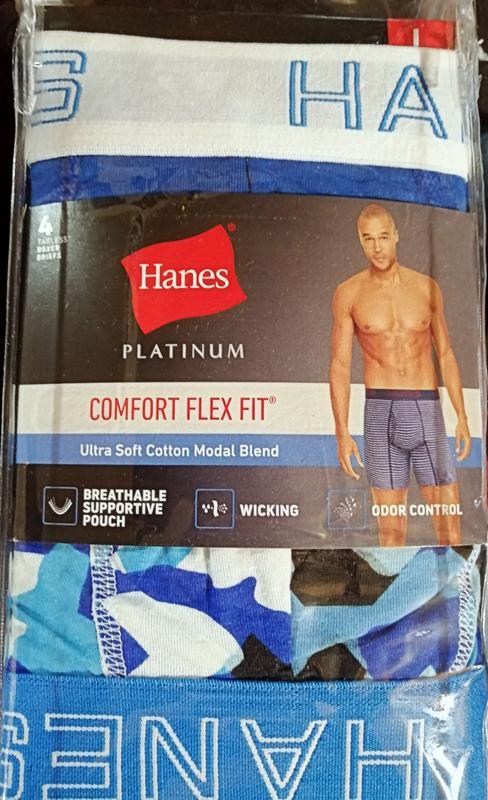 L
S HA
4
TAGLESS®
BOXER
BRIEFS
Hanes®
PLATINUM
COMFORT FLEX FIT®
Ultra Soft Cotton Modal Blend
BREATHABLE
SUPPORTIVE
POUCH
WICKING
ODOR CONTROL
HANES